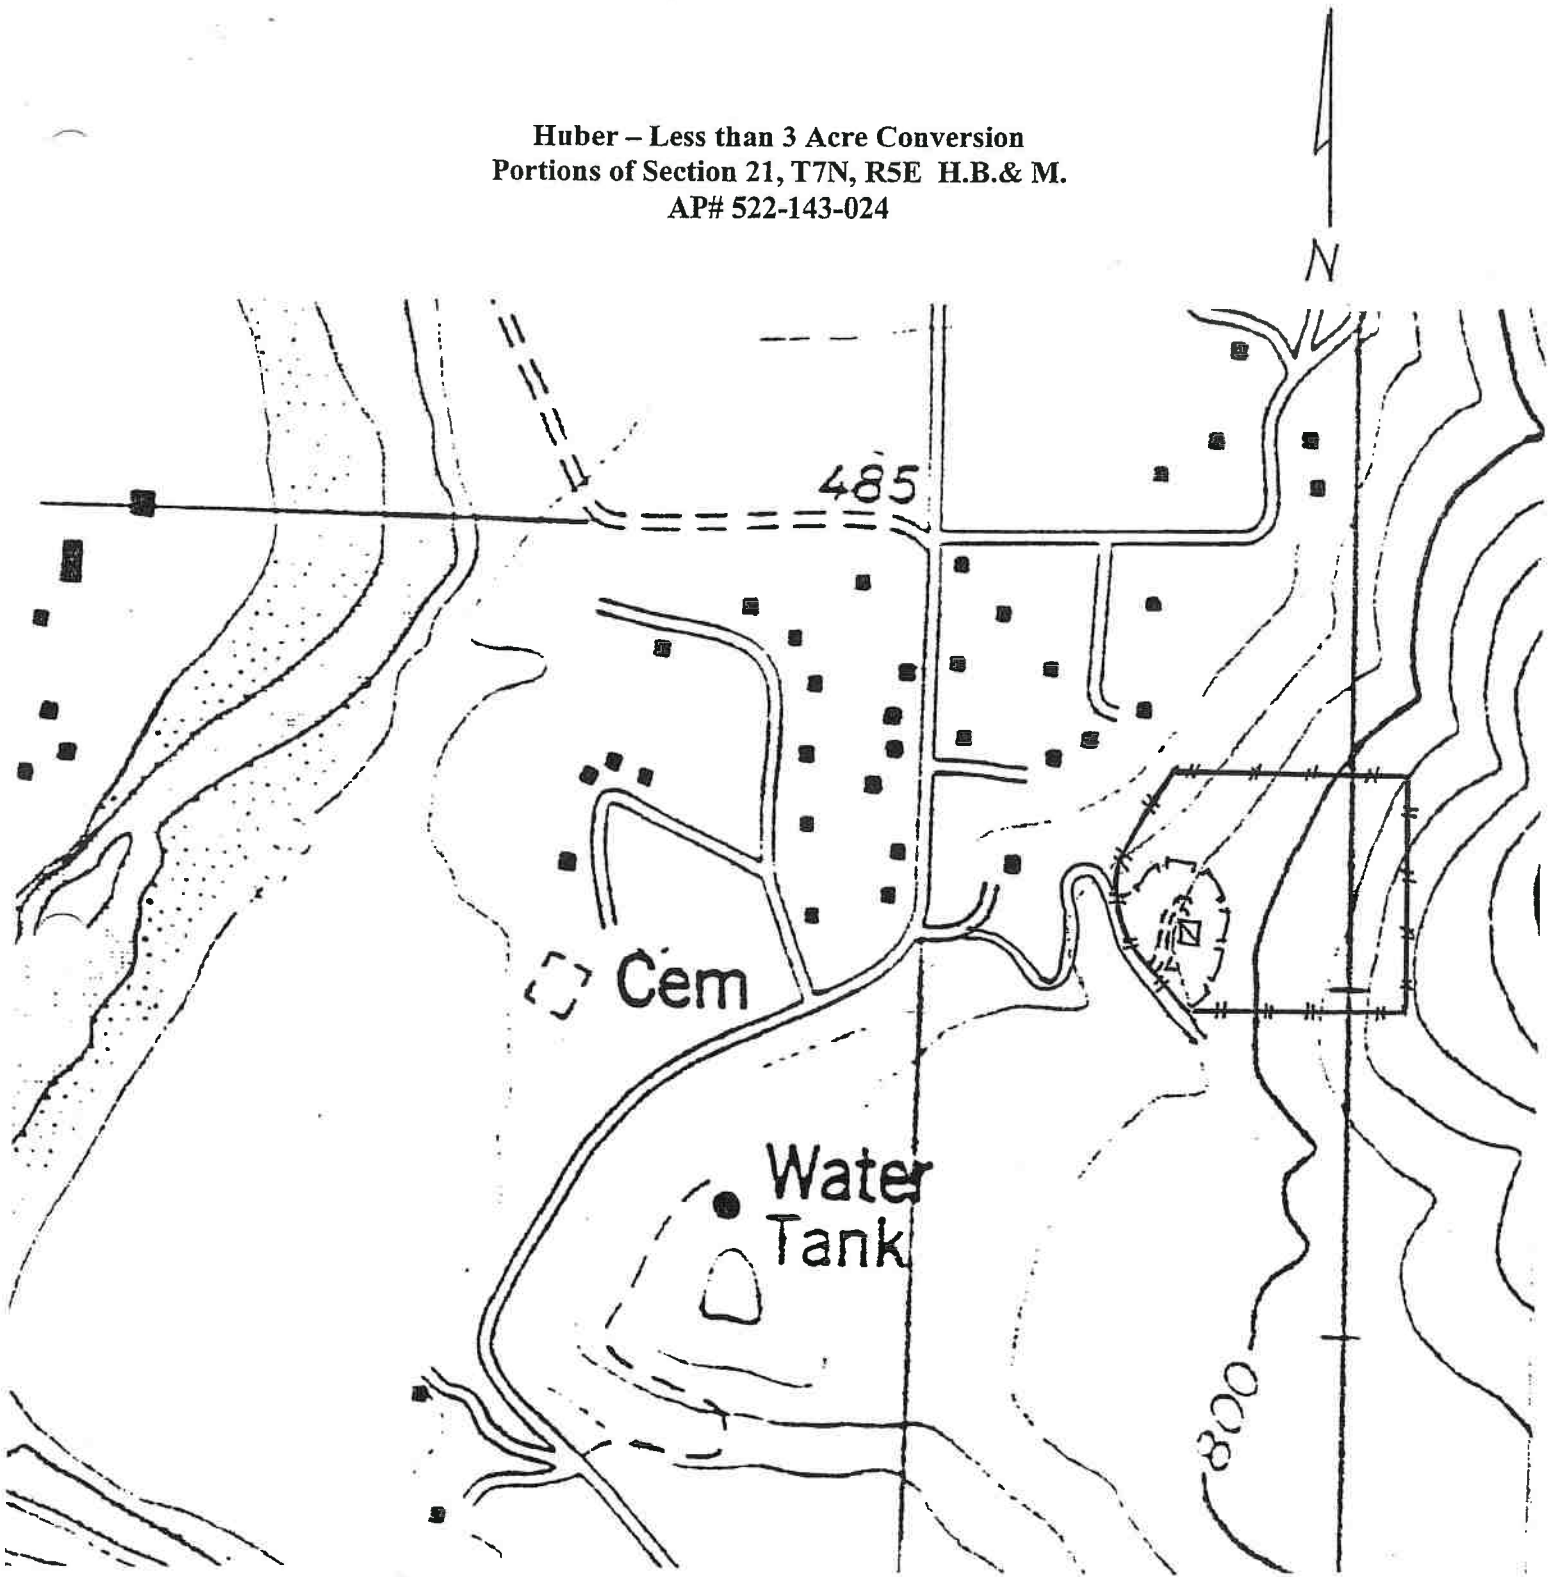 Huber – Less than 3 Acre Conversion
Portions of Section 21, T7N, R5E H.B.& M.
AP# 522-143-024
N
485
Cem
Water
Tank
800